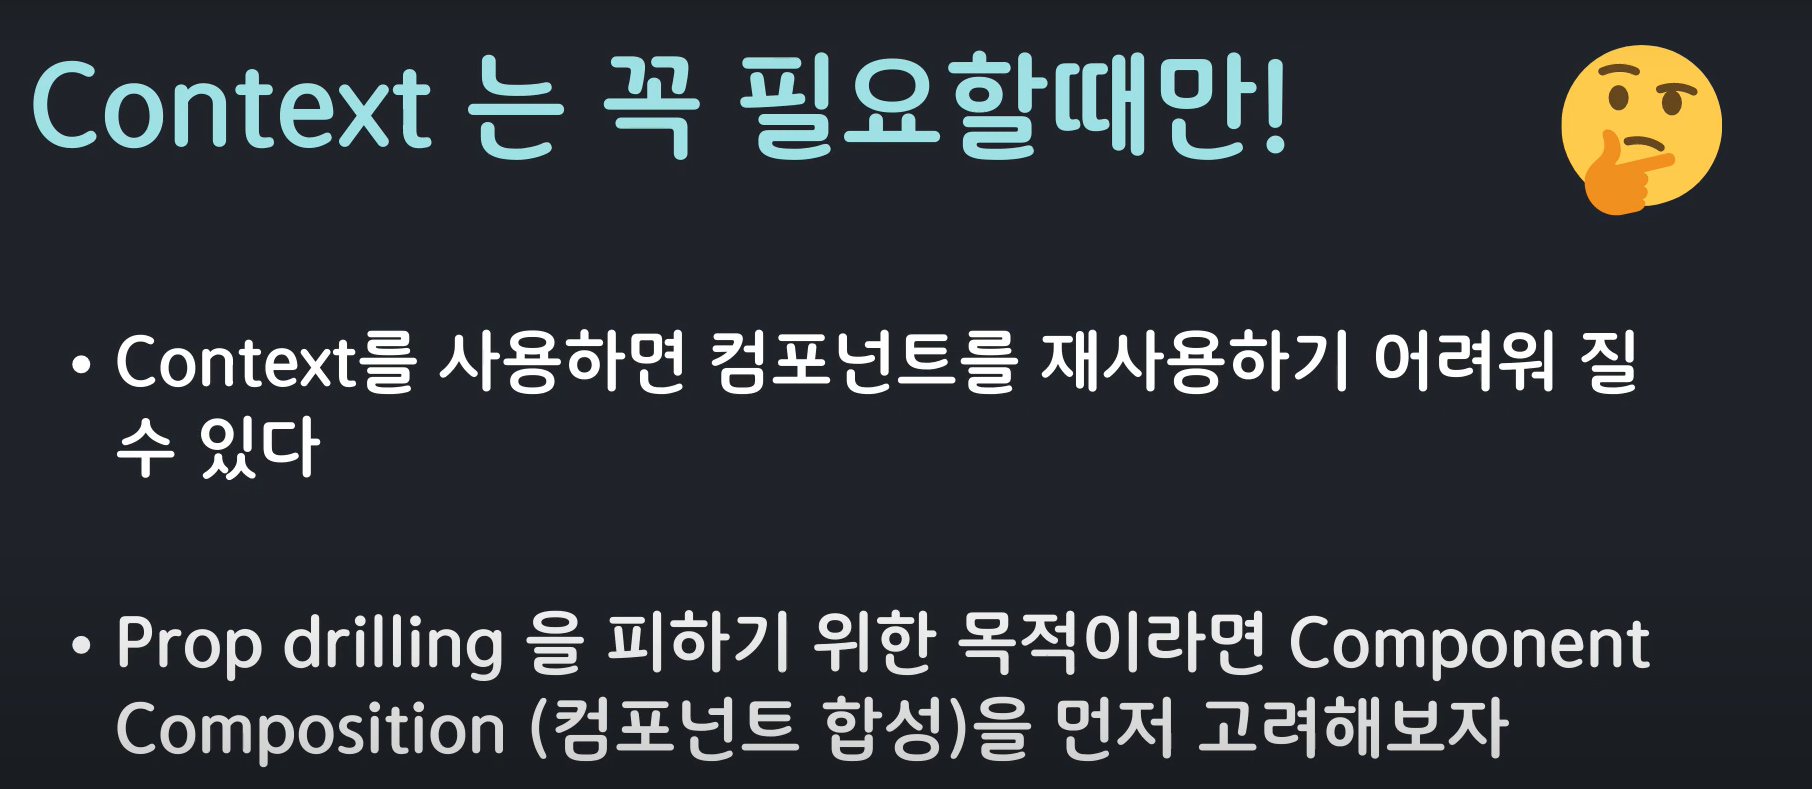 Context 는 꼭 필요할때만!
• Context를 사용하면 컴포넌트를 재사용하기 어려워 질
수 있다
• Prop drilling 을 피하기 위한 목적이라면 Component
Composition (컴포넌트 합성)을 먼저 고려해보자